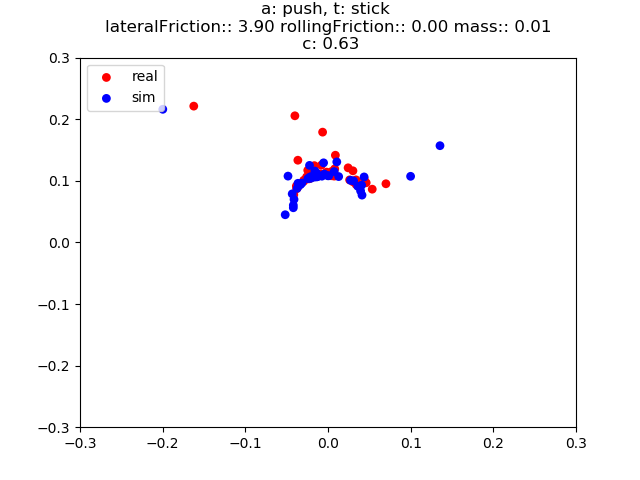 a: push, t: stick
lateralFriction:: 3.90 rollingFriction:: 0.00 mass:: 0.01
c: 0.63
real
sim
0.3
0.2
0.1
0.0
−0.1
−0.2
−0.3
−0.3 −0.2 −0.1 0.0 0.1 0.2 0.3